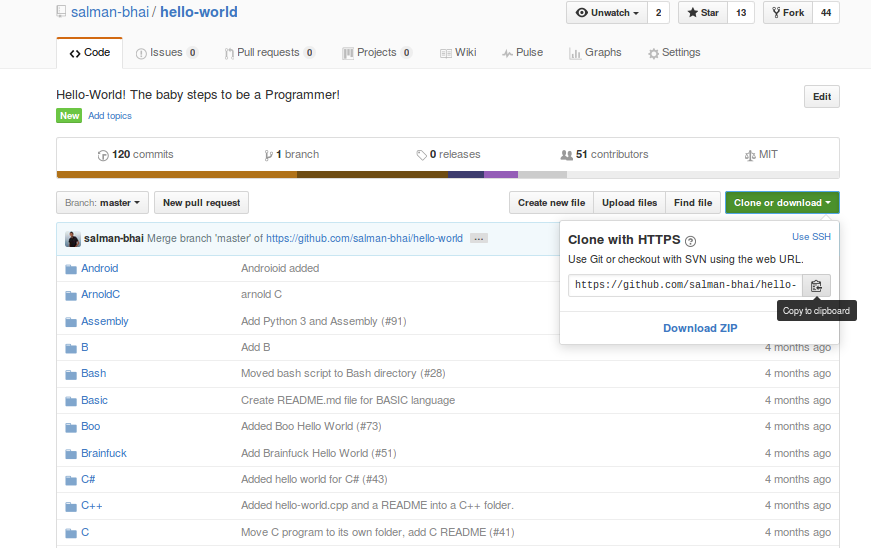 salman-bhai / hello-world
Unwatch 2 Star 13 Fork 44
Code Issues 0 Pull requests 0 Projects 0 Wiki Pulse Graphs Settings
Hello-World! The baby steps to be a Programmer!
Edit
New Add topics
120 commits 1 branch 0 releases 51 contributors MIT
Branch: master New pull request Create new file Upload files Find file Clone or download
salman-bhai Merge branch 'master' of https://github.com/salman-bhai/hello-world ...
Clone with HTTPS ? Use SSH
Use Git or checkout with SVN using the web URL.
https://github.com/salman-bhai/hello-
Copy to clipboard
Download ZIP
Android Androioid added
ArnoldC arnold C
Assembly Add Python 3 and Assembly (#91)
B Add B 4 months ago
Bash Moved bash script to Bash directory (#28) 4 months ago
Basic Create README.md file for BASIC language 4 months ago
Boo Added Boo Hello World (#73) 4 months ago
Brainfuck Add Brainfuck Hello World (#51) 4 months ago
C# Added hello world for C# (#43) 4 months ago
C++ Added hello-world.cpp and a README into a C++ folder. 4 months ago
C Move C program to its own folder, add C README (#41) 4 months ago